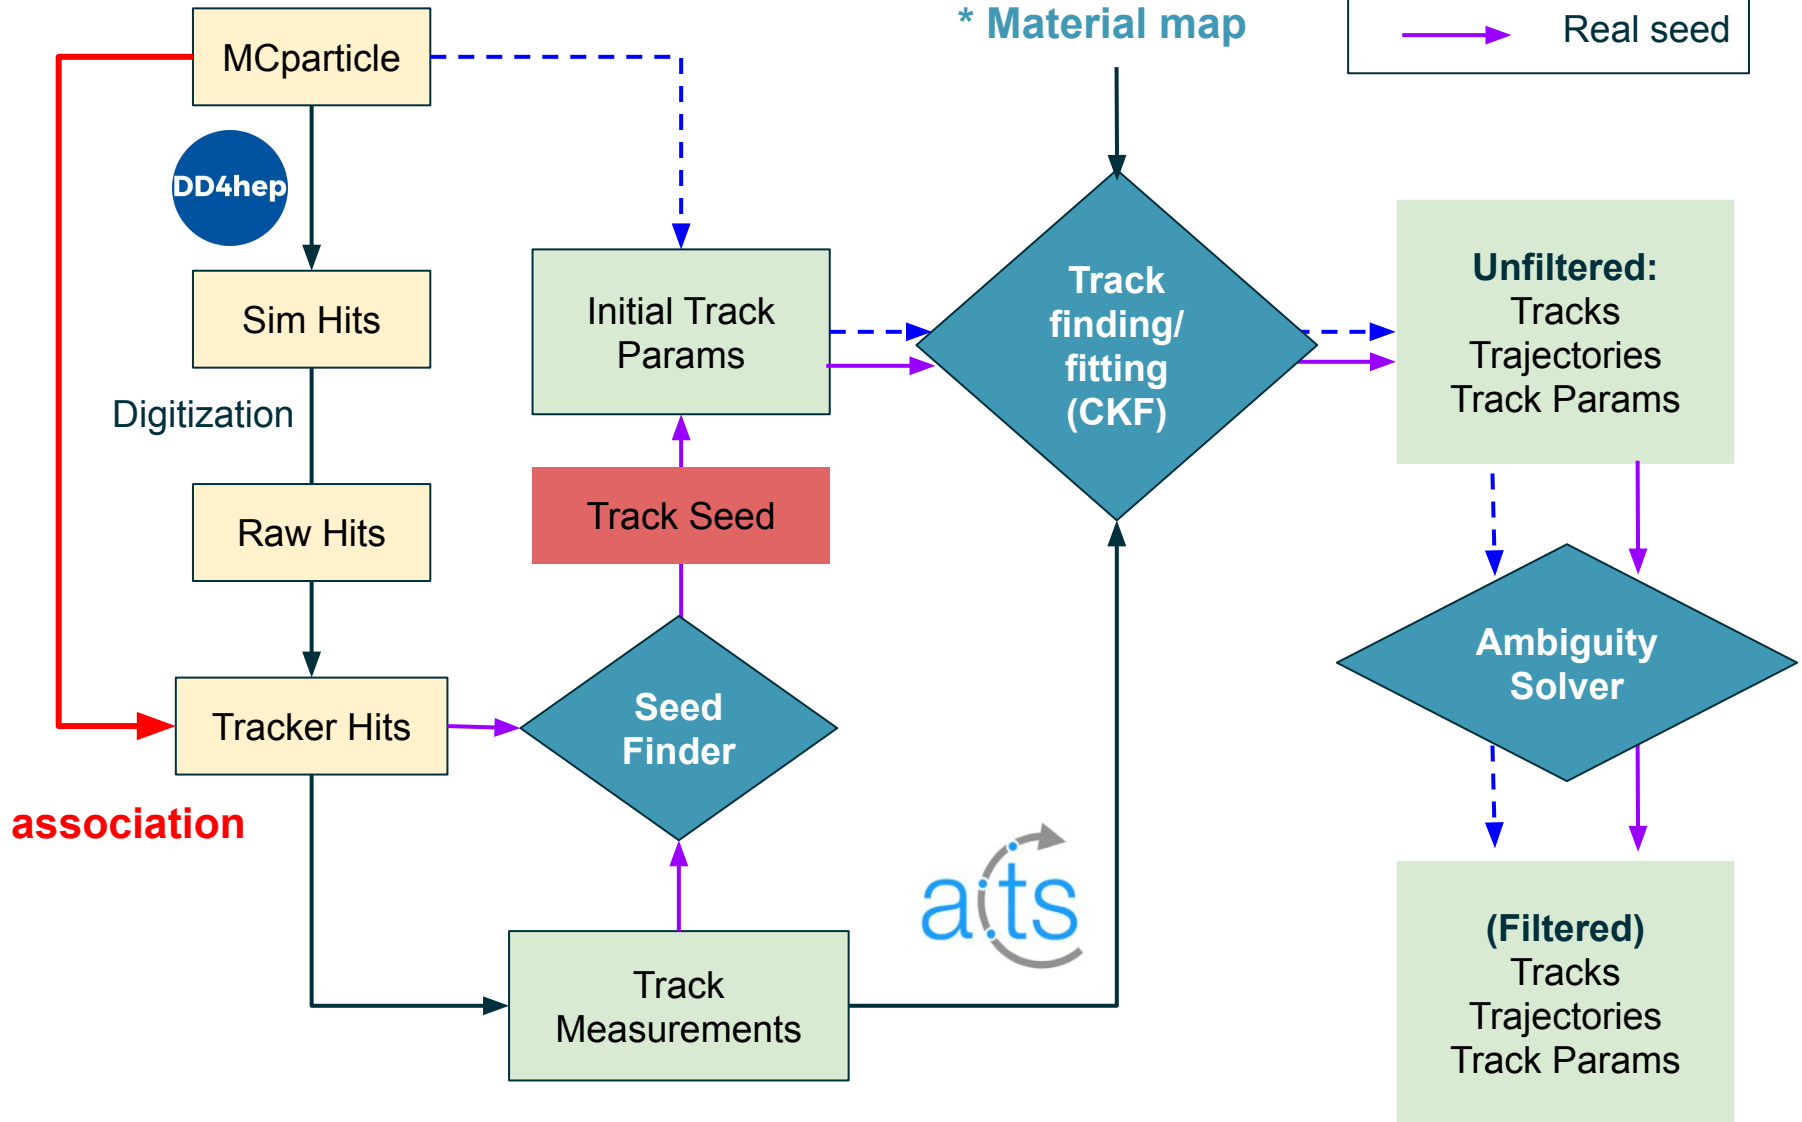 * Material map
Real seed
MCparticle
DD4hep
Sim Hits
Digitization
Raw Hits
Tracker Hits
association
Initial Track
Params
Track Seed
Seed
Finder
Track
Measurements
acts
Track
finding/
fitting
(CKF)
Unfiltered:
Tracks
Trajectories
Track Params
Ambiguity
Solver
(Filtered)
Tracks
Trajectories
Track Params